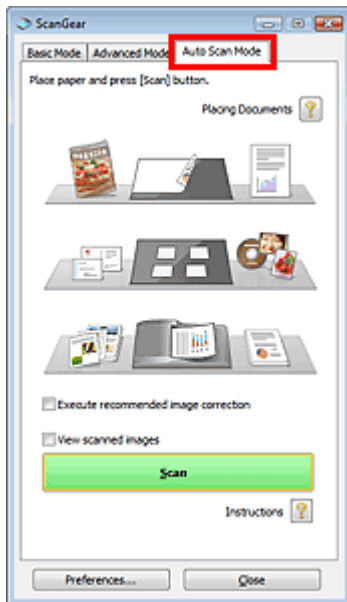 ScanGear
Basic Mode Advanced Mode Auto Scan Mode
Place paper and press [Scan] button.
Placing Documents
Execute recommended image correction
View scanned images
Scan
Instructions
Preferences... Close